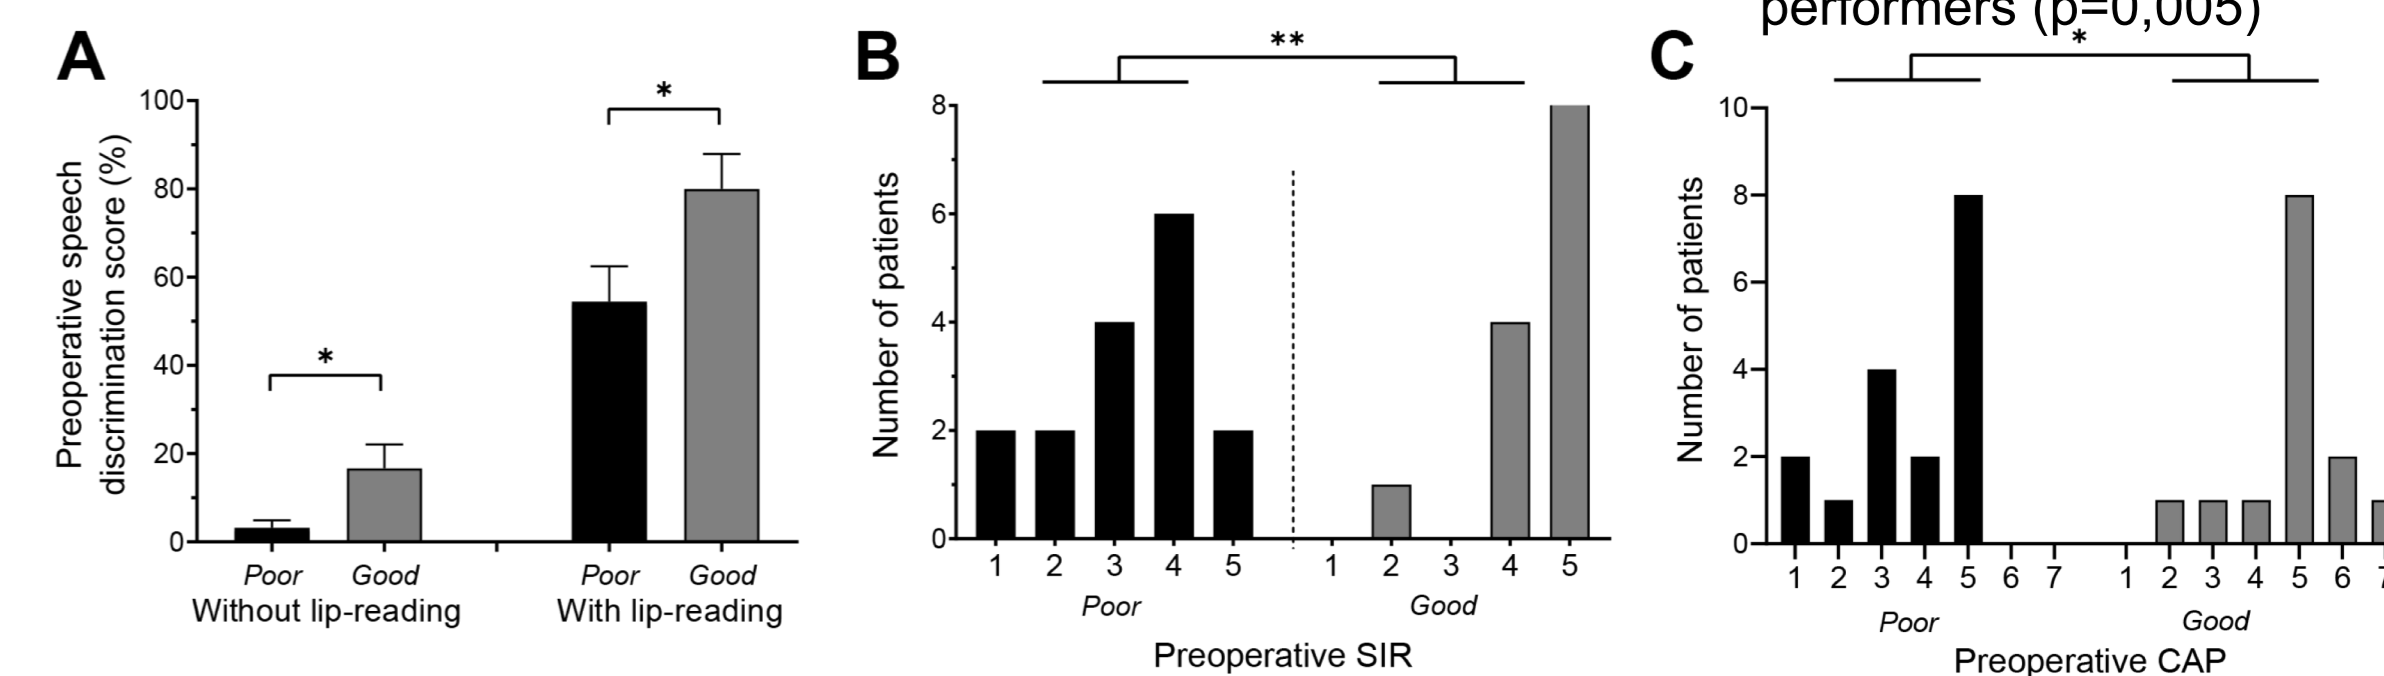 performers (p=0,005)
A
Preoperative speech
discrimination score (%)
100
80
60
40
20
0
*
*
Poor Good Poor Good
Without lip-reading With lip-reading
B
**
Number of patients
8
6
4
2
0
1 2 3 4 5 1 2 3 4 5
Poor Good
Preoperative SIR
C
*
Number of patients
10
8
6
4
2
0
1 2 3 4 5 6 7 1 2 3 4 5 6 7
Poor Good
Preoperative CAP